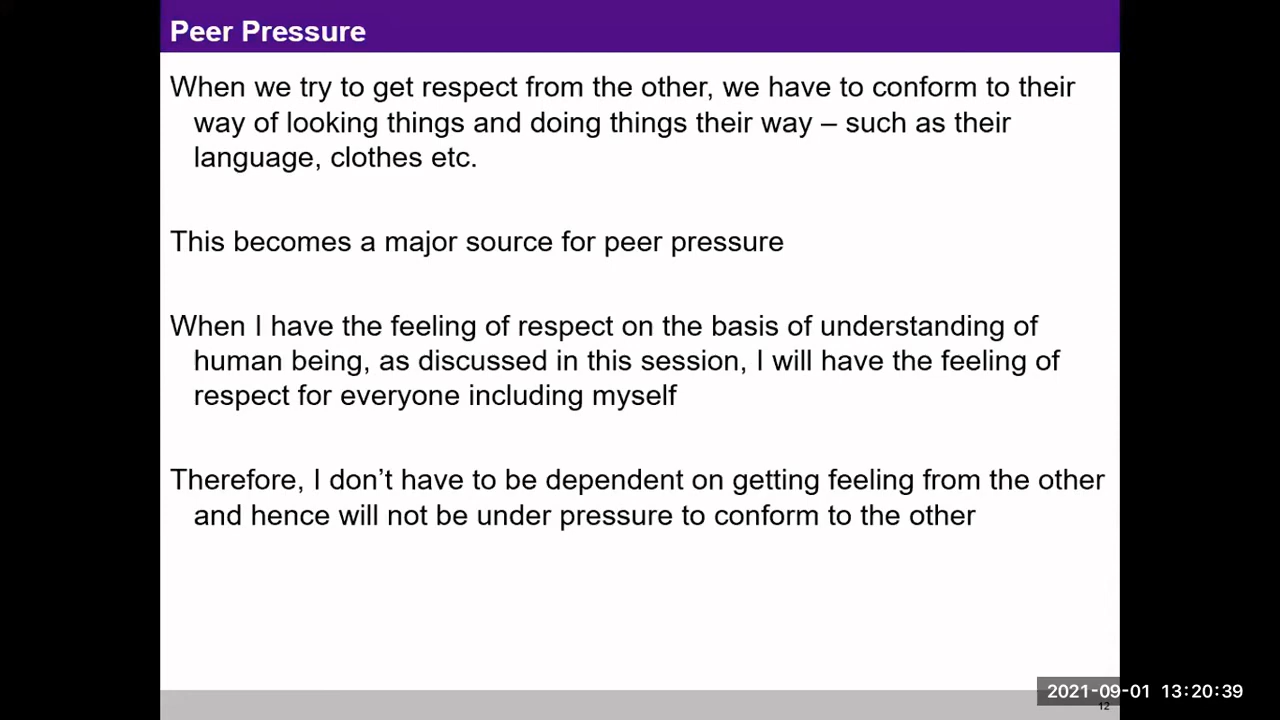 Peer Pressure
When we try to get respect from the other, we have to conform to their
way of looking things and doing things their way – such as their
language, clothes etc.
This becomes a major source for peer pressure
When I have the feeling of respect on the basis of understanding of
human being, as discussed in this session, I will have the feeling of
respect for everyone including myself
Therefore, I don’t have to be dependent on getting feeling from the other
and hence will not be under pressure to conform to the other
2021-09-01 13:20:39
12